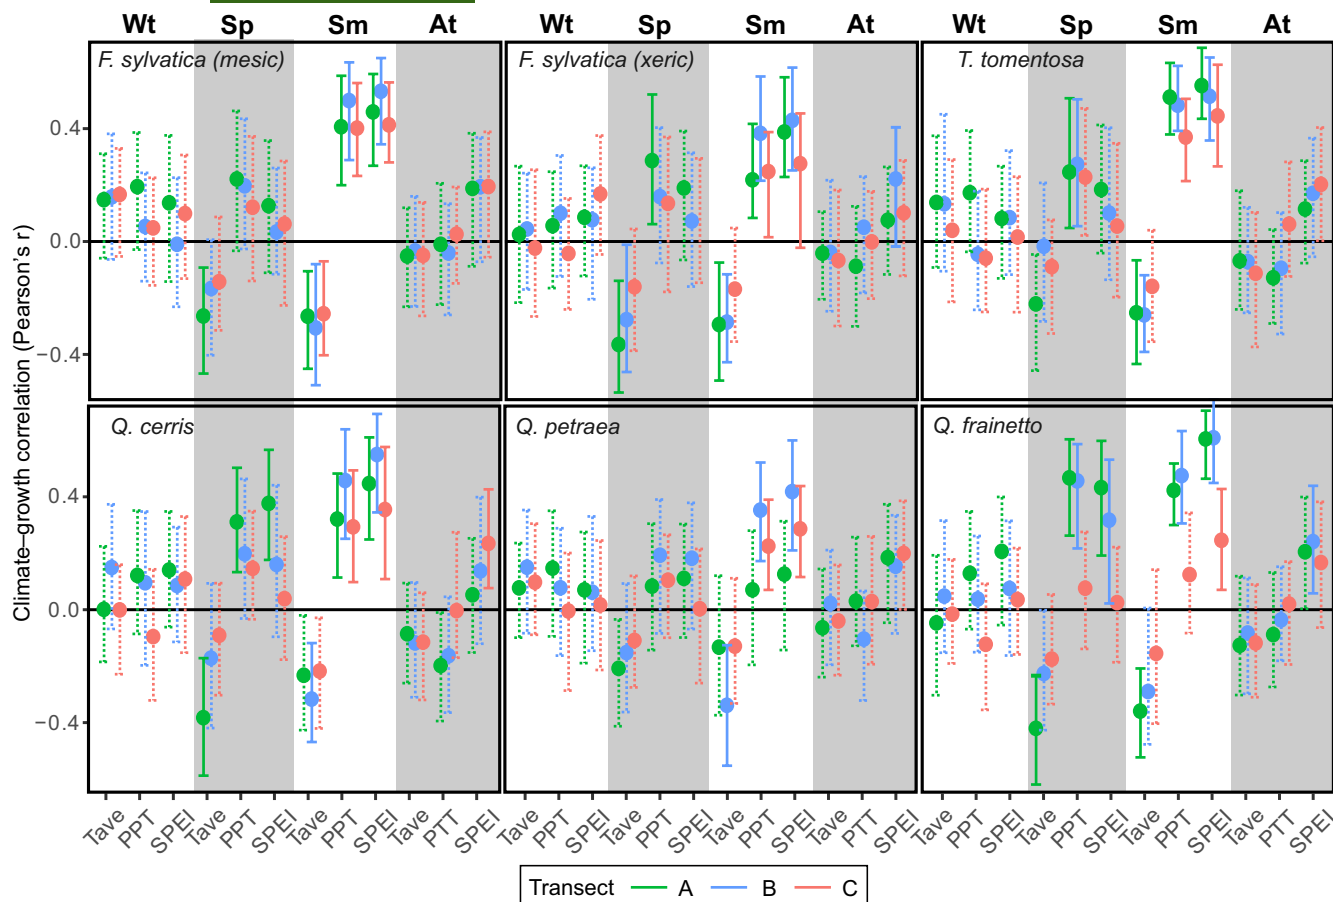 Wt Sp Sm At Wt Sp Sm At Wt Sp Sm At
F. sylvatica (mesic) F. sylvatica (xeric) T. tomentosa
0.4
0.0
−0.4
Q. cerris Q. petraea Q. frainetto
0.4
0.0
−0.4
Climate–growth correlation (Pearson's r)
Tave PPT SPEI Tave PPT SPEI Tave PPT SPEI Tave PTT SPEI Tave PPT SPEI Tave PPT SPEI Tave PPT SPEI Tave PTT SPEI Tave PPT SPEI Tave PPT SPEI Tave PPT SPEI Tave PTT SPEI
Transect A B C